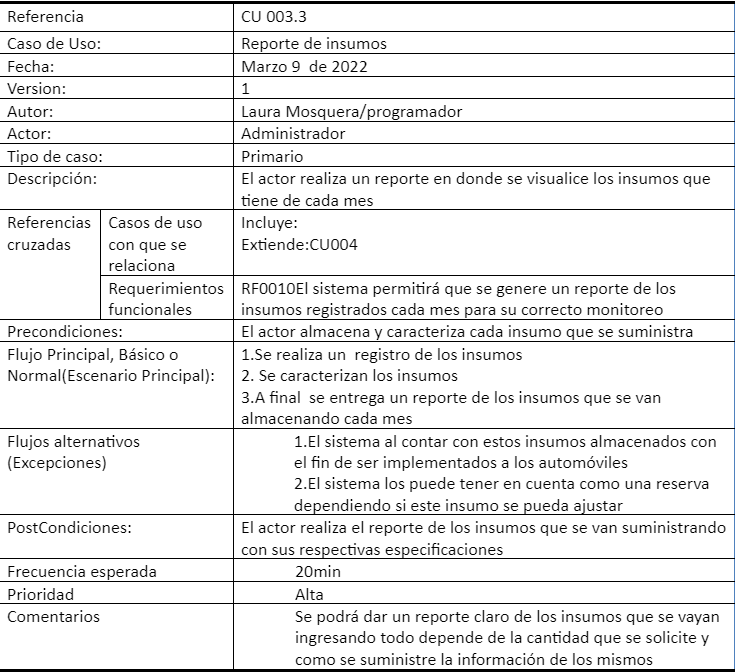 Referencia CU 003.3
Caso de Uso: Reporte de insumos
Fecha: Marzo 9 de 2022
Version: 1
Autor: Laura Mosquera/programador
Actor: Administrador
Tipo de caso: Primario
Descripción: El actor realiza un reporte en donde se visualice los insumos que
tiene de cada mes
Referencias
cruzadas
Casos de uso
con que se
relaciona
Incluye:
Extiende:CU004
Requerimientos
funcionales
RF0010El sistema permitirá que se genere un reporte de los
insumos registrados cada mes para su correcto monitoreo
Precondiciones: El actor almacena y caracteriza cada insumo que se suministra
Flujo Principal, Básico o
Normal(Escenario Principal):
1.Se realiza un registro de los insumos
2. Se caracterizan los insumos
3.A final se entrega un reporte de los insumos que se van
almacenando cada mes
Flujos alternativos
(Excepciones)
1.El sistema al contar con estos insumos almacenados con
el fin de ser implementados a los automóviles
2.El sistema los puede tener en cuenta como una reserva
dependiendo si este insumo se pueda ajustar
PostCondiciones: El actor realiza el reporte de los insumos que se van suministrando
con sus respectivas especificaciones
Frecuencia esperada 20min
Prioridad Alta
Comentarios Se podrá dar un reporte claro de los insumos que se vayan
ingresando todo depende de la cantidad que se solicite y
como se suministre la información de los mismos